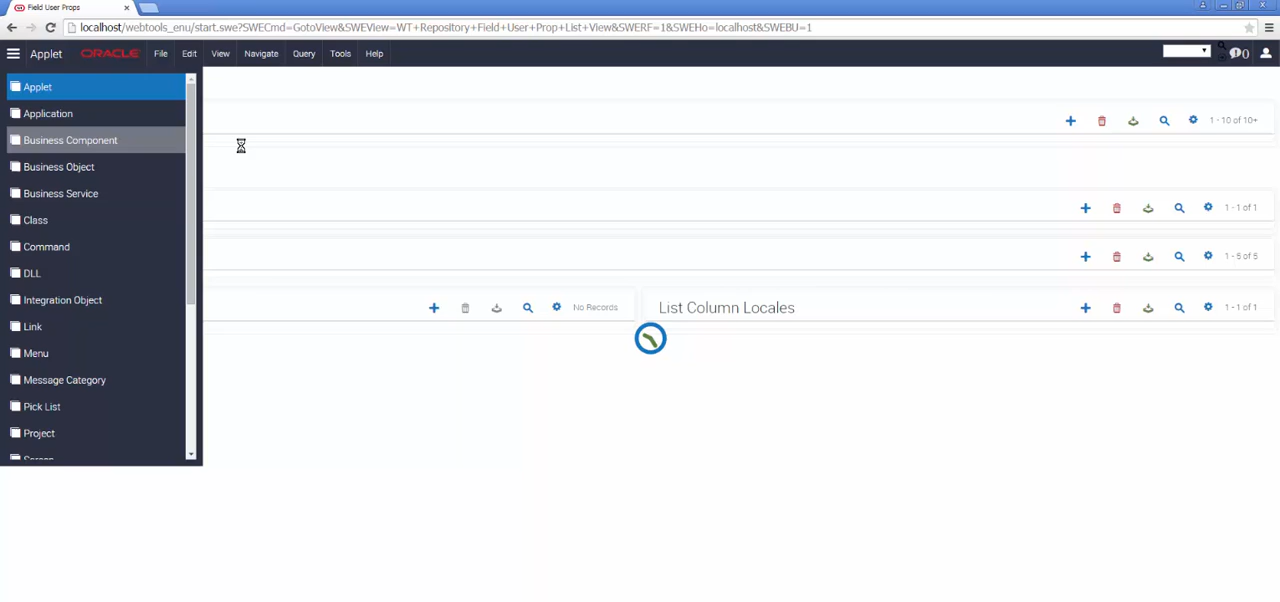 Field User Props
localhost/webtools_enu/start.swe?SWECmd=GotoView&SWEView=WT+Repository+Field+User+Prop+List+View&SWERF=1&SWEHo=localhost&SWEBU=1
Applet ORACLE File Edit View Navigate Query Tools Help 0
Applet
Application
1 - 10 of 10+
Business Component
Business Object
Business Service
1 - 1 of 1
Class
Command
1 - 5 of 5
DLL
Integration Object
No Records List Column Locales 1 - 1 of 1
Link
Menu
Message Category
Pick List
Project
Screen